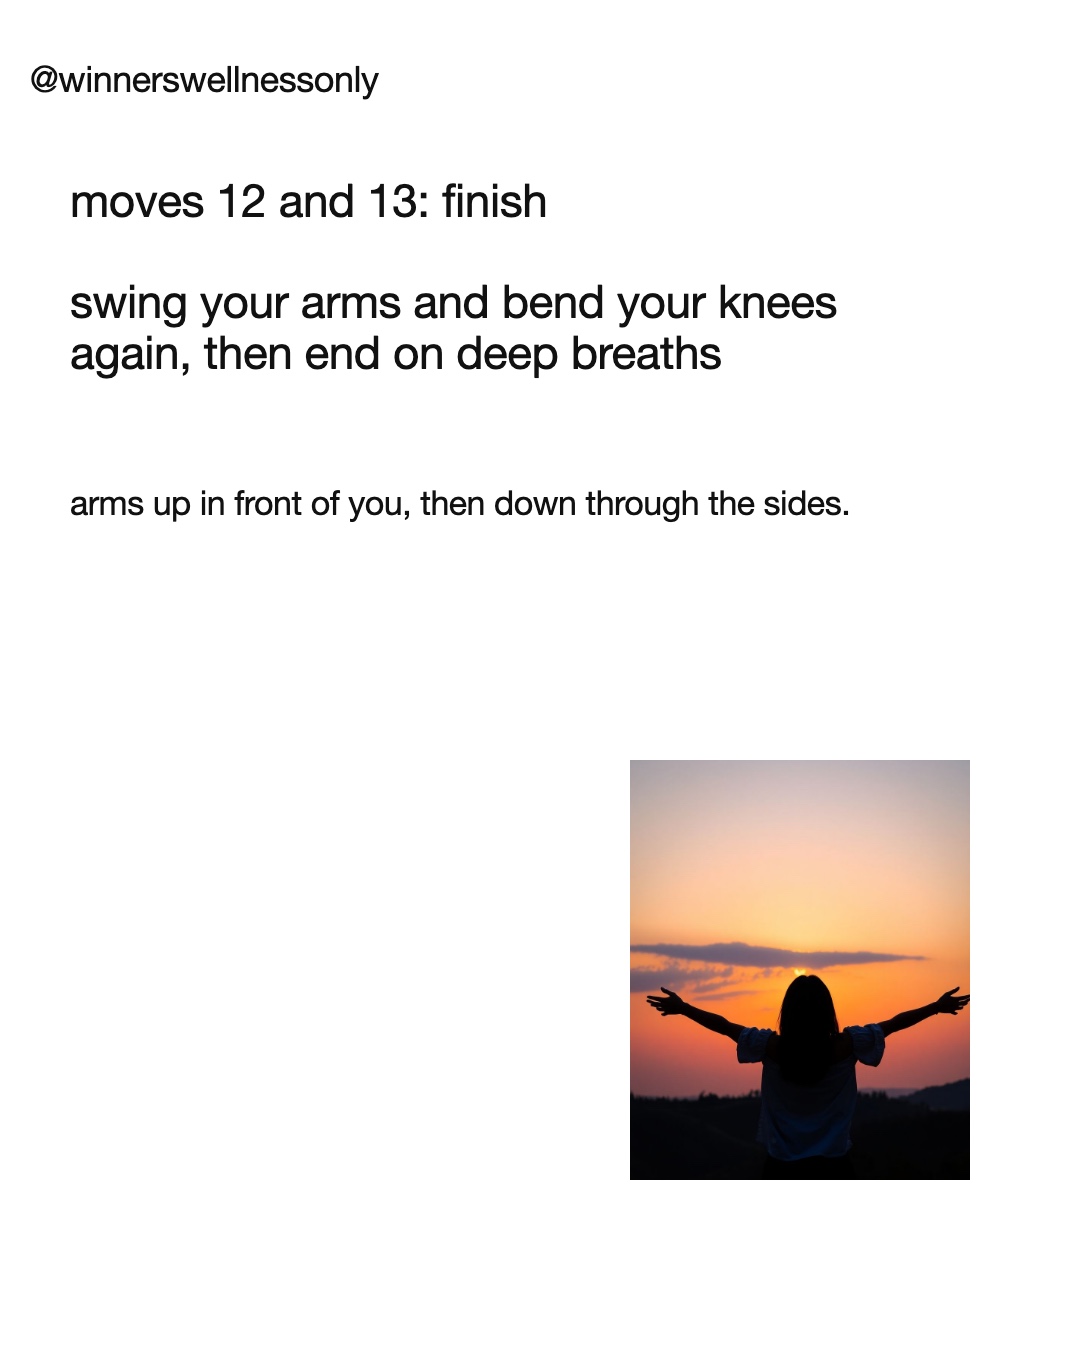 @winnerswellnessonly
moves 12 and 13: finish
swing your arms and bend your knees
again, then end on deep breaths
arms up in front of you, then down through the sides.